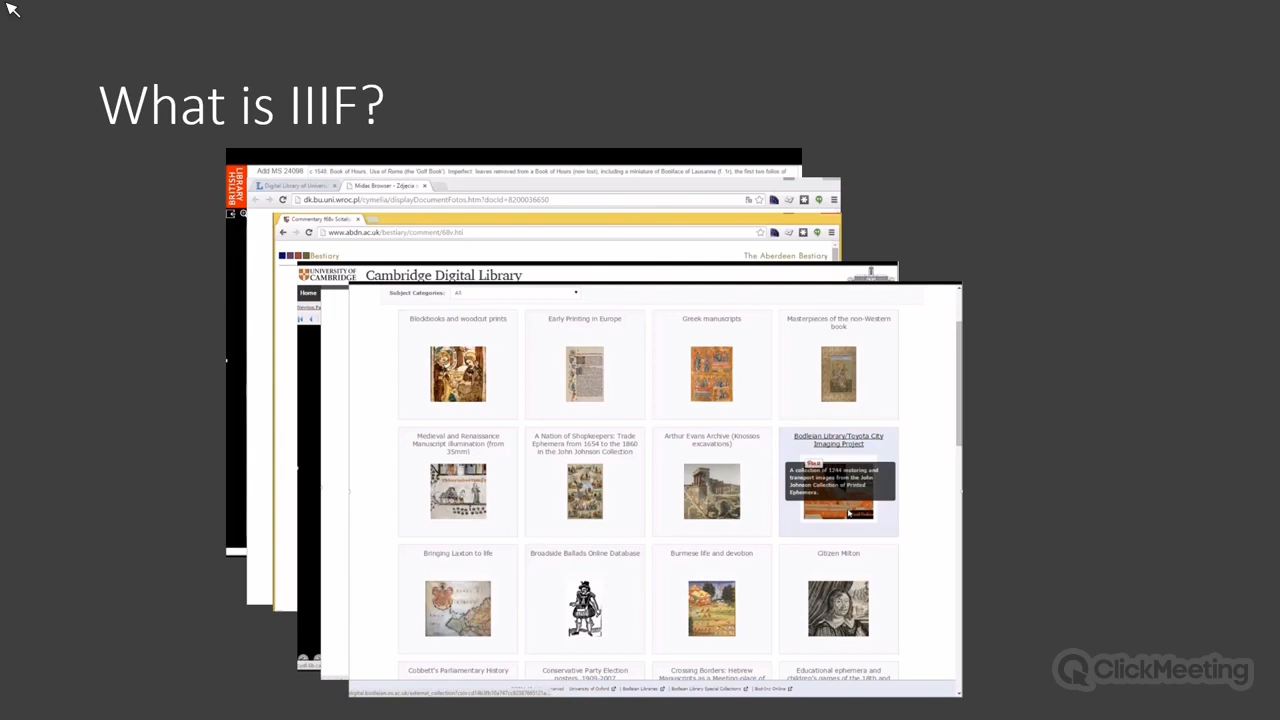 What is IIIF?
BRITISH
LIBRARY
Add MS 24098
c 1540. Book of Hours. Use of Rome (the 'Golf Book'). Imperfect: leaves removed from a Book of Hours (now lost), including a miniature of Boniface of Lausanne (f. 1r), the first two folios of
Digital Library of Universi
Midas Browser - Zdjęcia
dk.bu.uni.wroc.pl/cymelia/displayDocumentFotos.htm?docId=8200036650
Commentary f68v Scitalis
www.abdn.ac.uk/bestiary/comment/68v.hti
Bestiary
The Aberdeen Bestiary
UNIVERSITY OF
CAMBRIDGE
Cambridge Digital Library
Home
Subject Categories:
All
Blockbooks and woodcut prints
Early Printing in Europe
Greek manuscripts
Masterpieces of the non-Western
book
Medieval and Renaissance
Manuscript illumination (from
35mm)
A Nation of Shopkeepers: Trade
Ephemera from 1654 to the 1860
in the John Johnson Collection
Arthur Evans Archive (Knossos
excavations)
Bodleian Library/Toyota City
Imaging Project
Pin it
A collection of 1244 motoring and
transport images from the John
Johnson Collection of Printed
Ephemera.
Bringing Laxton to life
Broadside Ballads Online Database
Burmese life and devotion
Citizen Milton
Cobbett's Parliamentary History
Conservative Party Election
posters, 1909-2007
Crossing Borders: Hebrew
Manuscripts as a Meeting-place of
Educational ephemera and
children's games of the 18th and
University of Oxford
Bodleian Libraries
Bodleian Library Special Collections
ClickMeeting